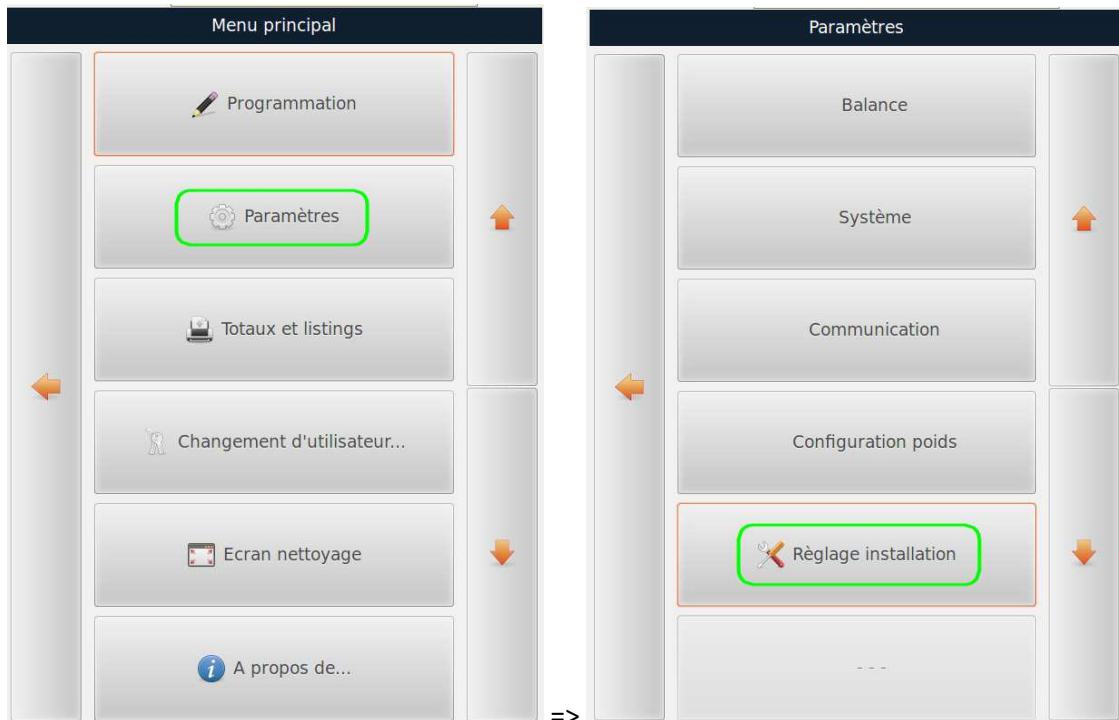 Menu principal
Programmation
Paramètres
Totaux et listings
Changement d'utilisateur...
Ecran nettoyage
A propos de...
=>
Paramètres
Balance
Système
Communication
Configuration poids
Règlage installation
---